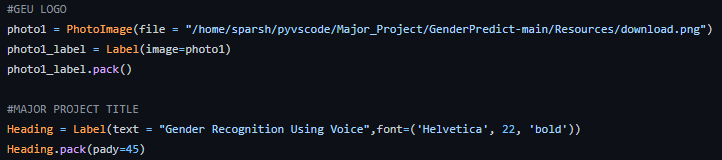 #GEU LOGO
photo1 = PhotoImage(file = "/home/sparsh/pyvscode/Major_Project/GenderPredict-main/Resources/download.png")
photo1_label = Label(image=photo1)
photo1_label.pack()
#MAJOR PROJECT TITLE
Heading = Label(text = "Gender Recognition Using Voice",font=('Helvetica', 22, 'bold'))
Heading.pack(pady=45)